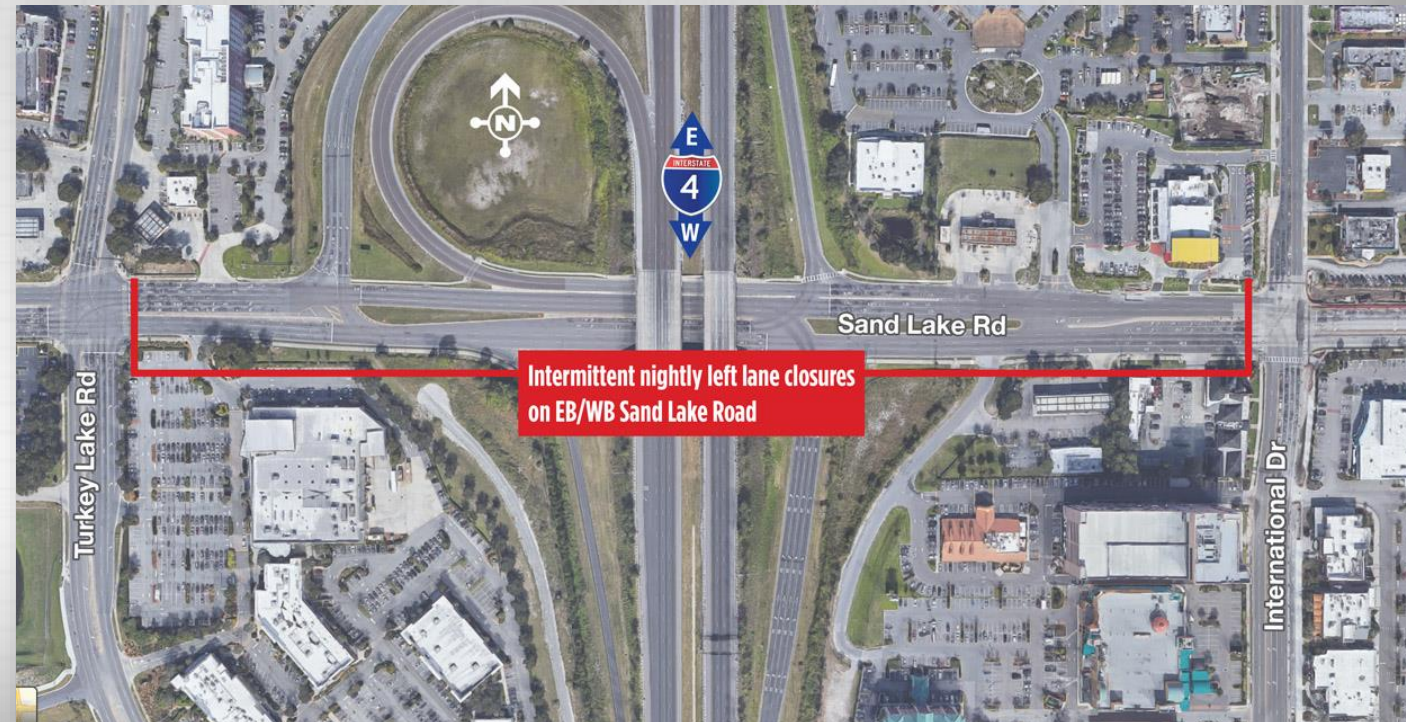 N
E
INTERSTATE
4
W
Sand Lake Rd
Intermittent nightly left lane closures
on EB/WB Sand Lake Road
Turkey Lake Rd
International Dr